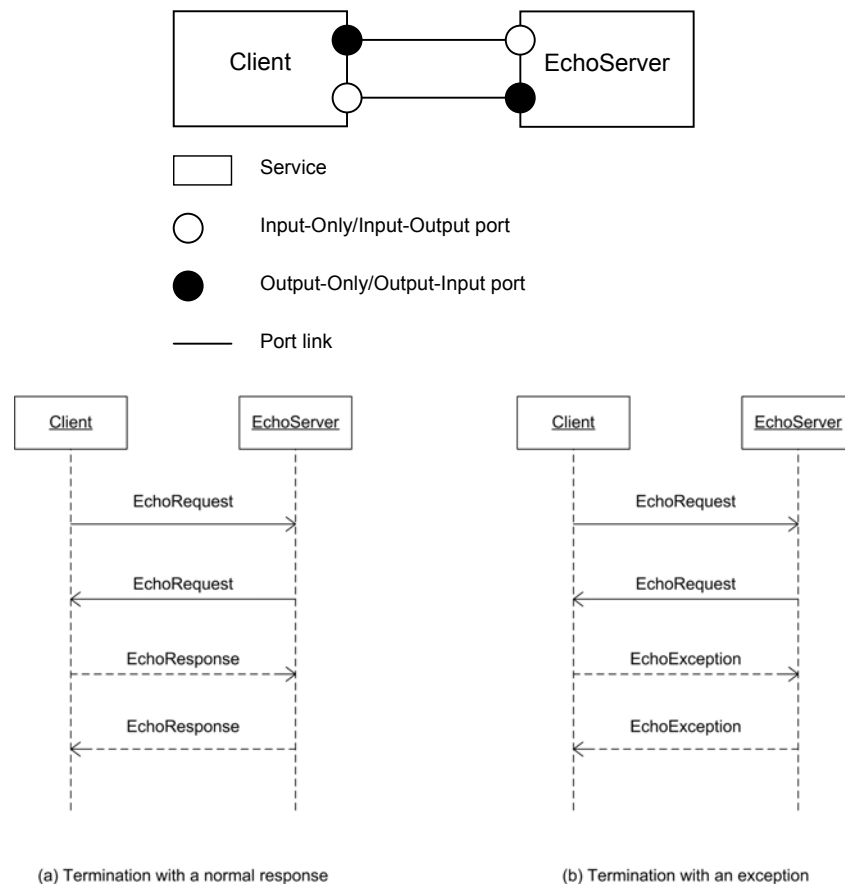 Client
EchoServer
Service
Input-Only/Input-Output port
Output-Only/Output-Input port
Port link
Client
EchoServer
EchoRequest
EchoRequest
EchoResponse
EchoResponse
(a) Termination with a normal response
Client
EchoServer
EchoRequest
EchoRequest
EchoException
EchoException
(b) Termination with an exception